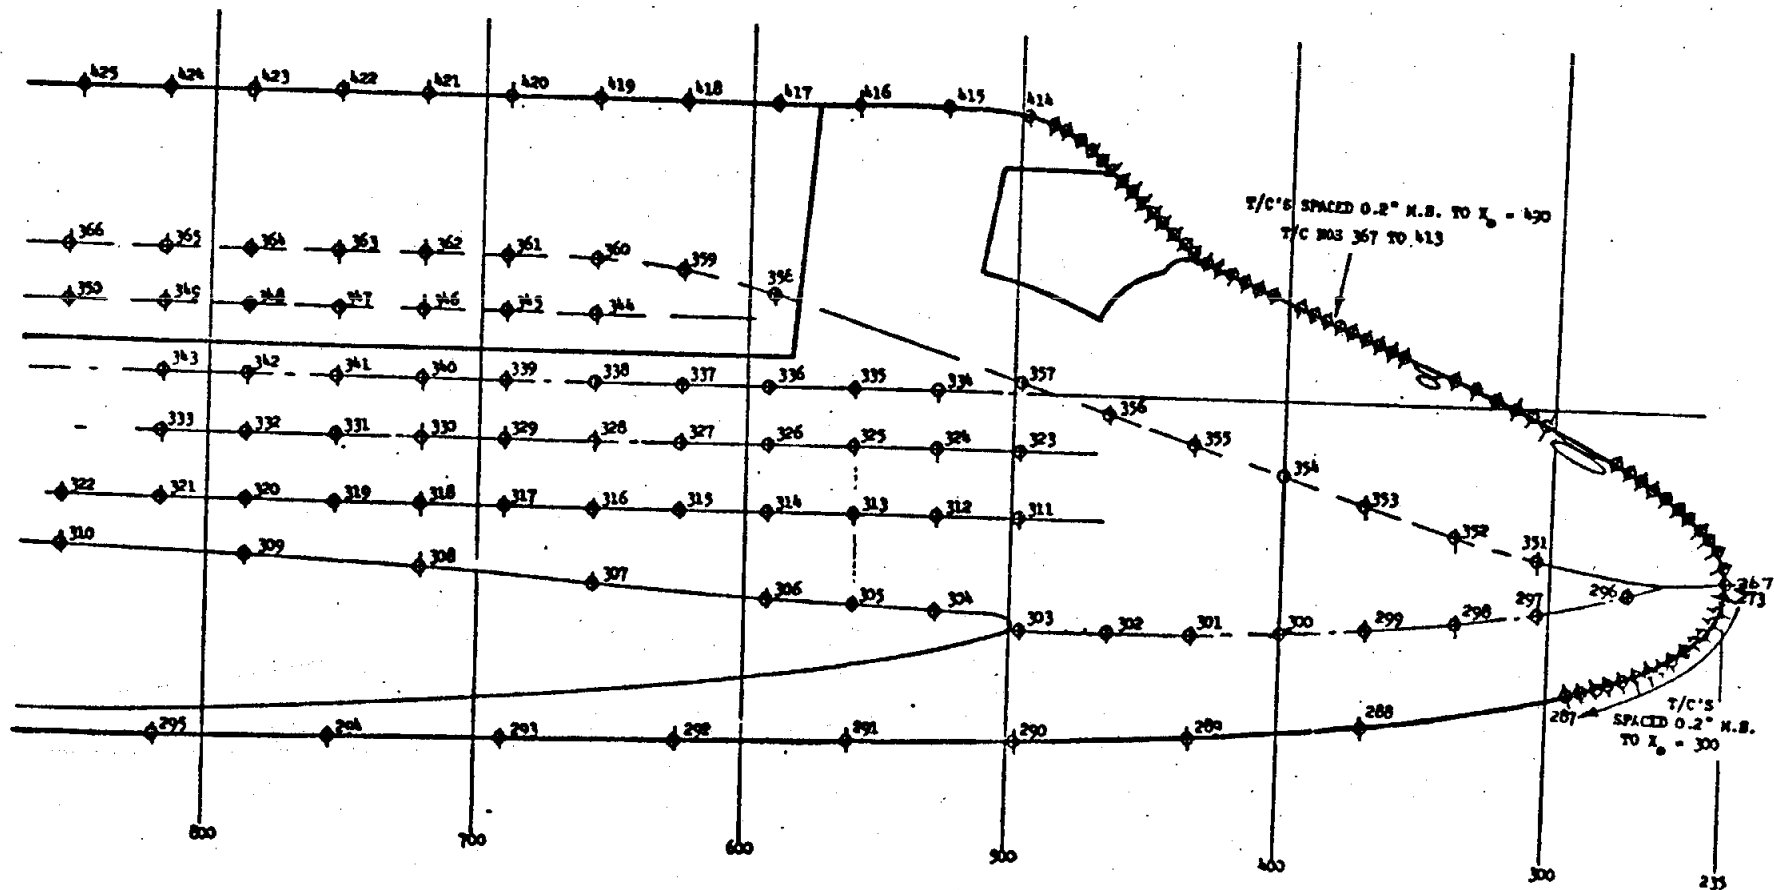 425 424 423 422 421 420 419 418 417 416 415 414
T/C'S SPACED 0.2" M.S. TO X₀ = 490
T/C NOS 367 TO 413
366 365 364 363 362 361 360 359 358
350 349 348 347 346 345 344
343 342 341 340 339 338 337 336 335 334 357
356
333 332 331 330 329 328 327 326 325 324 323 355
354
322 321 320 319 318 317 316 315 314 313 312 311 353
352
351
310 309 308 307 306 305 304 296 267
273
303 302 301 300 299 298 297
295 294 293 292 291 290 289 288 287
T/C'S
SPACED 0.2" M.S.
TO X₀ = 300
800 700 600 500 400 300 235